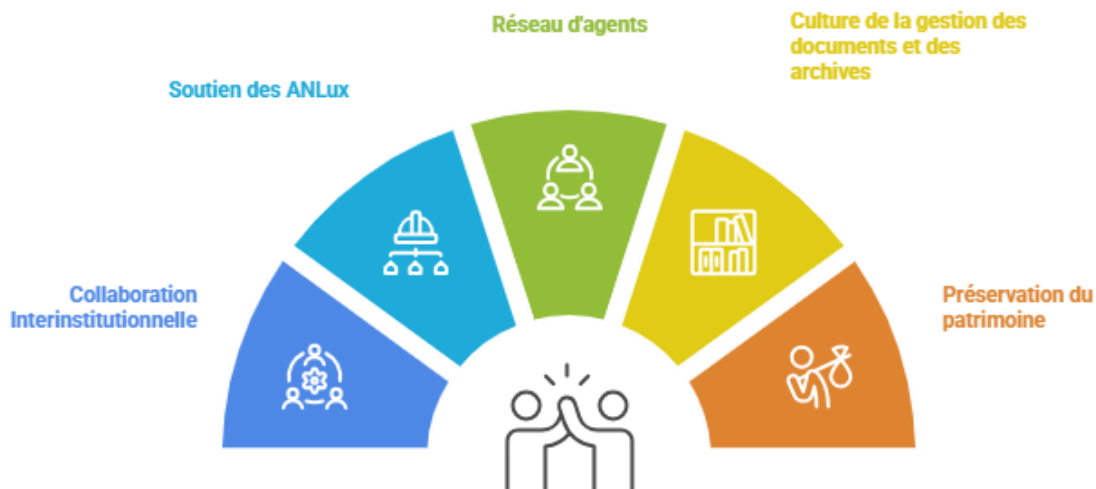 Réseau d'agents
Culture de la gestion des
documents et des
archives
Soutien des ANLux
Collaboration
Interinstitutionnelle
Préservation du
patrimoine